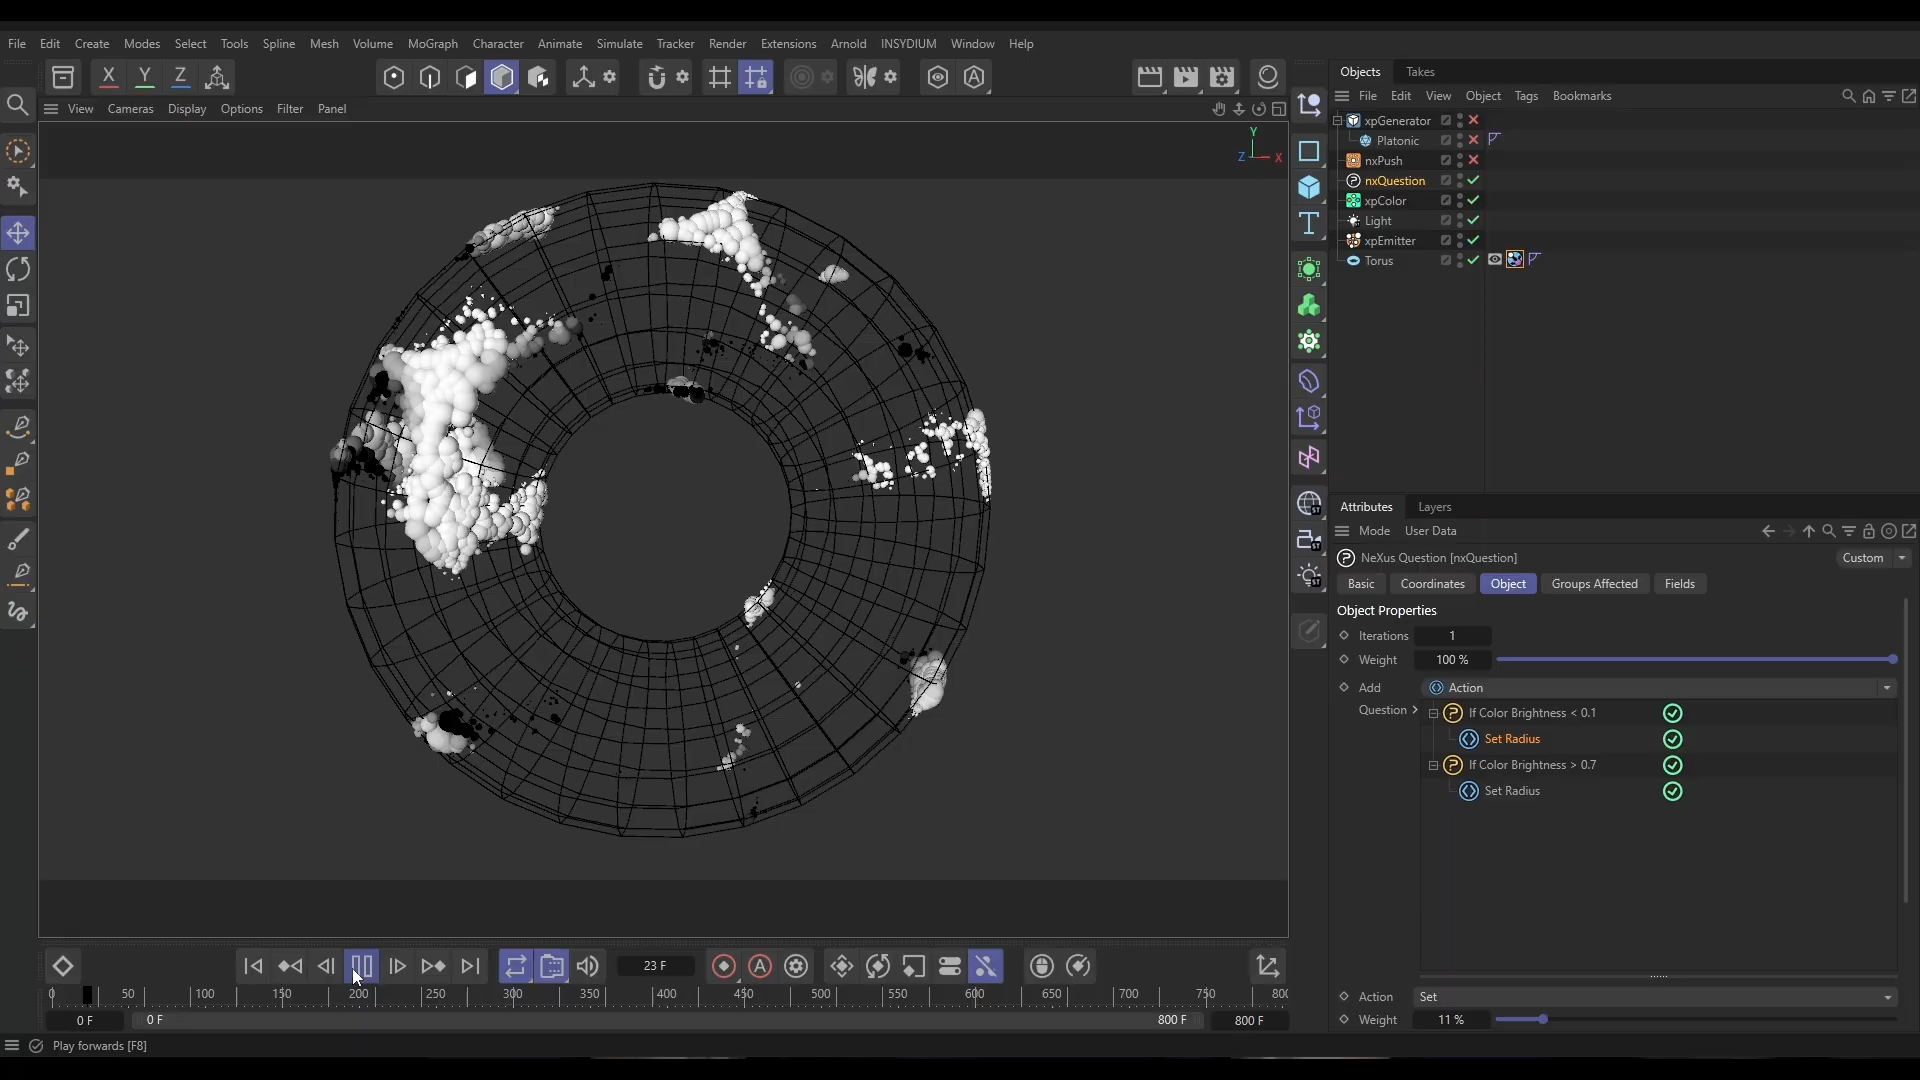 File Edit Create Modes Select Tools Spline Mesh Volume MoGraph Character Animate Simulate Tracker Render Extensions Arnold INSYDIUM Window Help
X Y Z
Objects Takes
View Cameras Display Options Filter Panel
File Edit View Object Tags Bookmarks
Y
Z X
xpGenerator
Platonic
nxPush
nxQuestion
xpColor
Light
xpEmitter
Torus
T
ST
ST
ST
Attributes Layers
Mode User Data
NeXus Question [nxQuestion] Custom
Basic Coordinates Object Groups Affected Fields
Object Properties
Iterations 1
Weight 100 %
Add Action
Question > If Color Brightness < 0.1
Set Radius
If Color Brightness > 0.7
Set Radius
Action Set
Weight 11 %
23 F
0 50 100 150 200 250 300 350 400 450 500 550 600 650 700 750 800
0 F 0 F 800 F 800 F
Play forwards [F8]